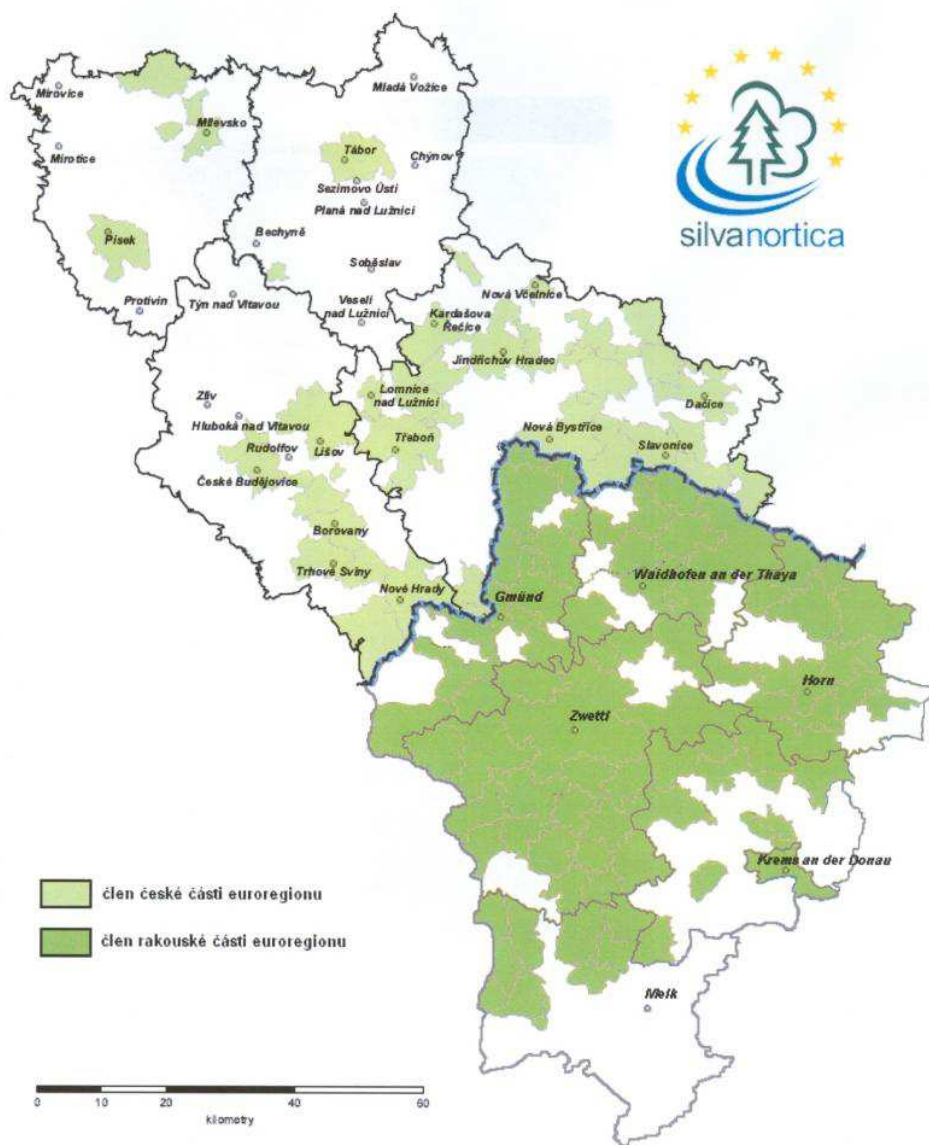 Mirovice
Milevsko
Mirotice
Písek
Protivín
Mladá Vožice
Tábor
Chýnov
Sezimovo Ústí
Planá nad Lužnicí
Bechyně
Soběslav
Týn nad Vltavou
Veselí
nad Lužnicí
Nová Včelnice
Kardašova
Řečice
Jindřichův Hradec
Lomnice
nad Lužnicí
Dačice
Zliv
Hluboká nad Vltavou
Rudolfov
Lišov
Třeboň
Nová Bystřice
Slavonice
České Budějovice
Borovany
Trhové Sviny
Nové Hrady
Gmünd
Waidhofen an der Thaya
Horn
Zwettl
Krems an der Donau
Melk
silvanortica
člen české části euroregionu
člen rakouské části euroregionu
0 10 20 40 60
kilometry